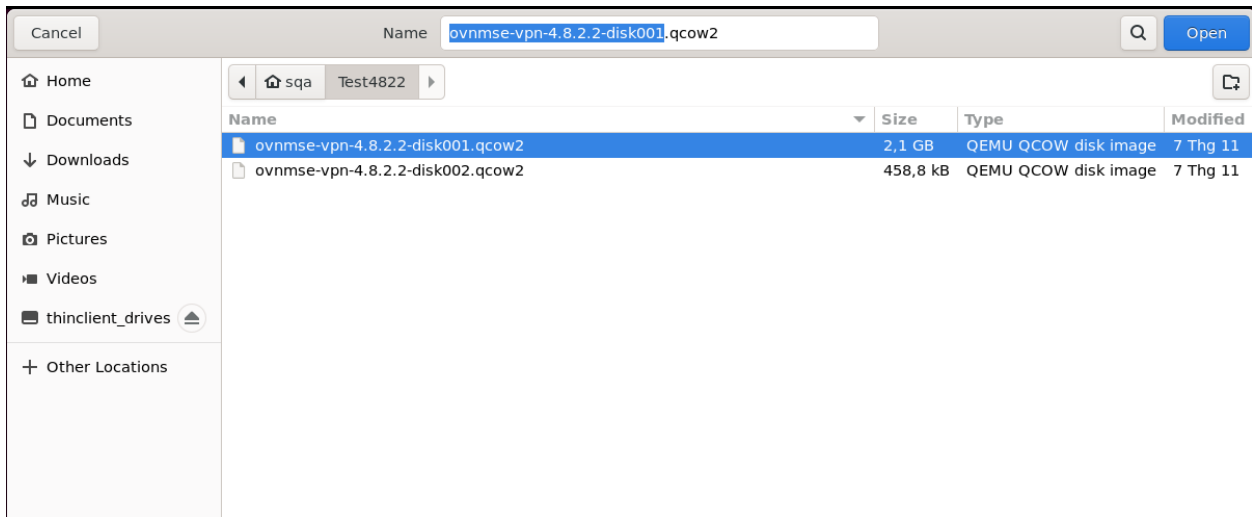 Cancel Name ovnmse-vpn-4.8.2.2-disk001.qcow2 Open
Home
Documents
Downloads
Music
Pictures
Videos
thinclient_drives
Other Locations
sqa Test4822
Name Size Type Modified
ovnmse-vpn-4.8.2.2-disk001.qcow2 2,1 GB QEMU QCOW disk image 7 Thg 11
ovnmse-vpn-4.8.2.2-disk002.qcow2 458,8 kB QEMU QCOW disk image 7 Thg 11